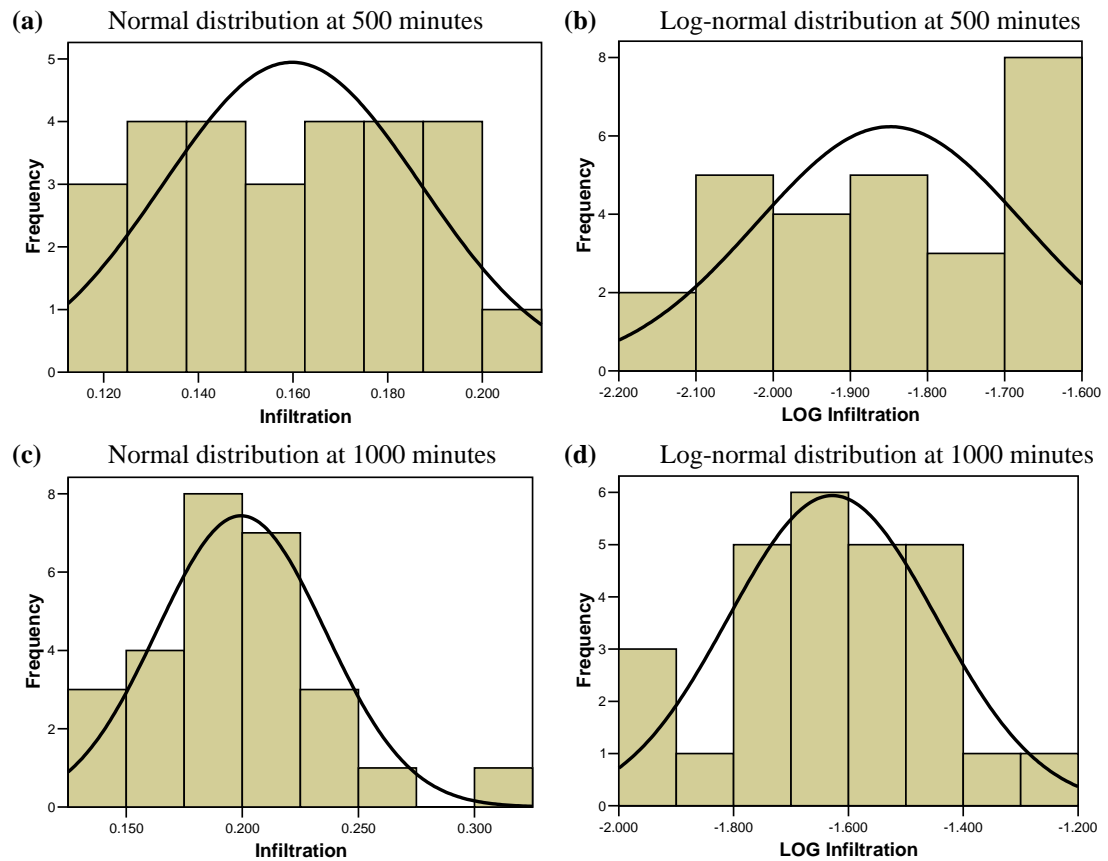 (a) Normal distribution at 500 minutes
5
4
3
2
1
0
Frequency
0.120 0.140 0.160 0.180 0.200
Infiltration
(b) Log-normal distribution at 500 minutes
8
6
4
2
0
Frequency
-2.200 -2.100 -2.000 -1.900 -1.800 -1.700 -1.600
LOG Infiltration
(c) Normal distribution at 1000 minutes
8
6
4
2
0
Frequency
0.150 0.200 0.250 0.300
Infiltration
(d) Log-normal distribution at 1000 minutes
6
5
4
3
2
1
0
Frequency
-2.000 -1.800 -1.600 -1.400 -1.200
LOG Infiltration